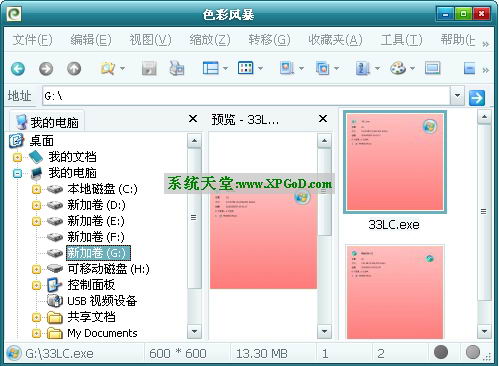 色彩风暴
文件(F) 编辑(E) 视图(V) 缩放(Z) 转移(G) 收藏夹(A) 工具(T) 帮助(H
地址 G:\
我的电脑
预览 - 33L...
桌面
我的文档
我的电脑
本地磁盘 (C:)
新加卷 (D:)
新加卷 (E:)
新加卷 (F:)
新加卷 (G:)
可移动磁盘 (H:)
控制面板
USB 视频设备
共享文档
My Documents
系统天堂:www.XPGoD.com
33LC.exe
G:\33LC.exe 600 * 600 13.30 MB 1 2